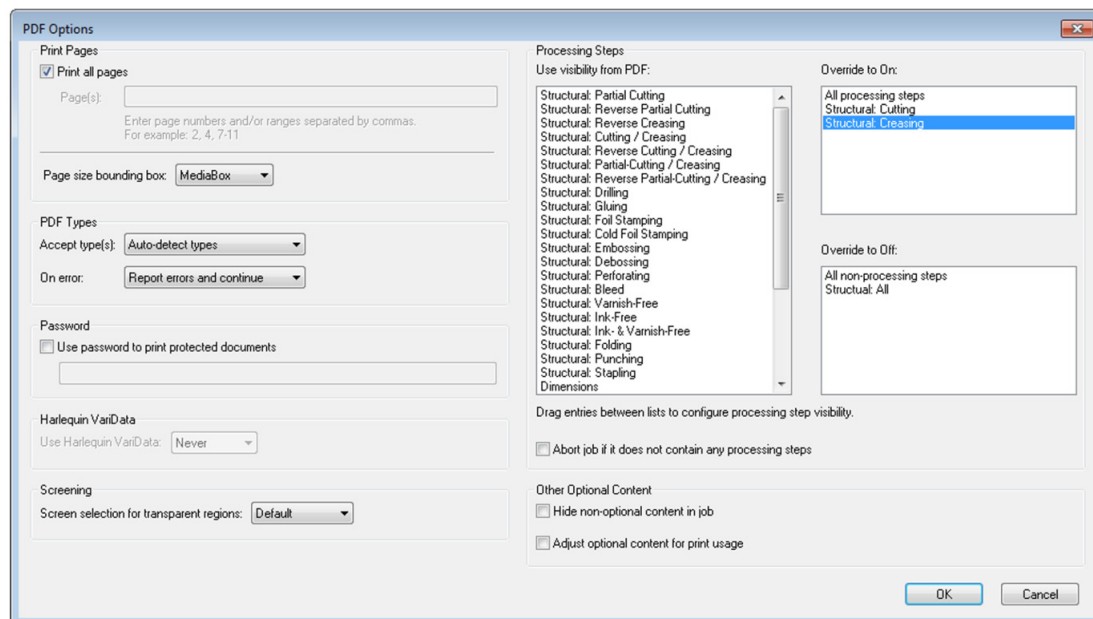 PDF Options
Print Pages
Print all pages
Page(s):
Enter page numbers and/or ranges separated by commas.
For example: 2, 4, 7-11
Page size bounding box: MediaBox
PDF Types
Accept type(s): Auto-detect types
On error: Report errors and continue
Password
Use password to print protected documents
Harlequin VariData
Use Harlequin VariData: Never
Screening
Screen selection for transparent regions: Default
Processing Steps
Use visibility from PDF:
Structural: Partial Cutting
Structural: Reverse Partial Cutting
Structural: Reverse Creasing
Structural: Cutting / Creasing
Structural: Reverse Cutting / Creasing
Structural: Partial-Cutting / Creasing
Structural: Reverse Partial-Cutting / Creasing
Structural: Drilling
Structural: Gluing
Structural: Foil Stamping
Structural: Cold Foil Stamping
Structural: Embossing
Structural: Debossing
Structural: Perforating
Structural: Bleed
Structural: Varnish-Free
Structural: Ink-Free
Structural: Ink- & Varnish-Free
Structural: Folding
Structural: Punching
Structural: Stapling
Dimensions
Override to On:
All processing steps
Structural: Cutting
Structural: Creasing
Override to Off:
All non-processing steps
Structual: All
Drag entries between lists to configure processing step visibility.
Abort job if it does not contain any processing steps
Other Optional Content
Hide non-optional content in job
Adjust optional content for print usage
OK
Cancel